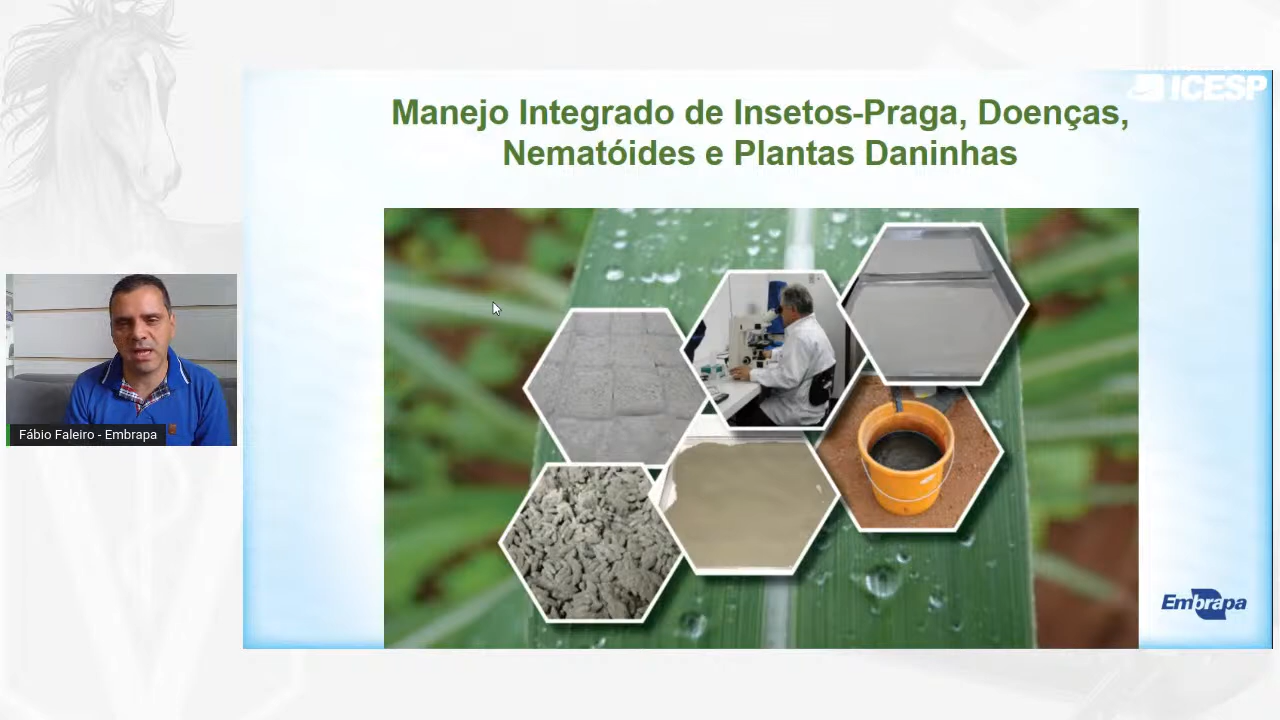 ICESP
Manejo Integrado de Insetos-Praga, Doenças,
Nematóides e Plantas Daninhas
Fábio Faleiro - Embrapa
Embrapa